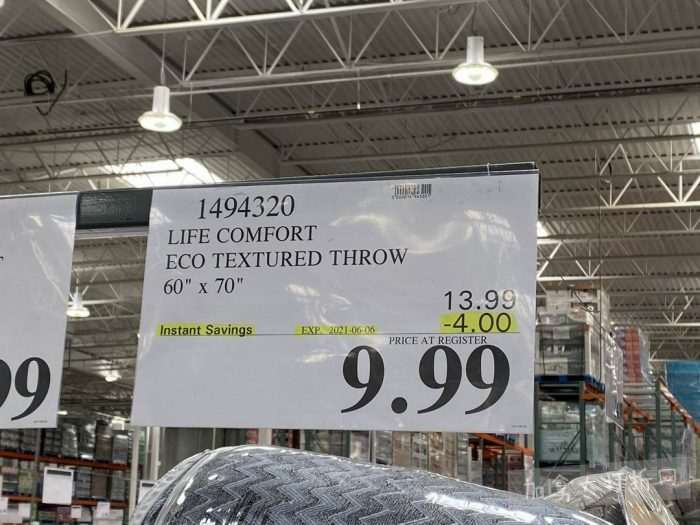 1494320
LIFE COMFORT
ECO TEXTURED THROW
60" x 70"
13.99
Instant Savings EXP. 2021-06-06 -4.00
PRICE AT REGISTER
9.99
99
T